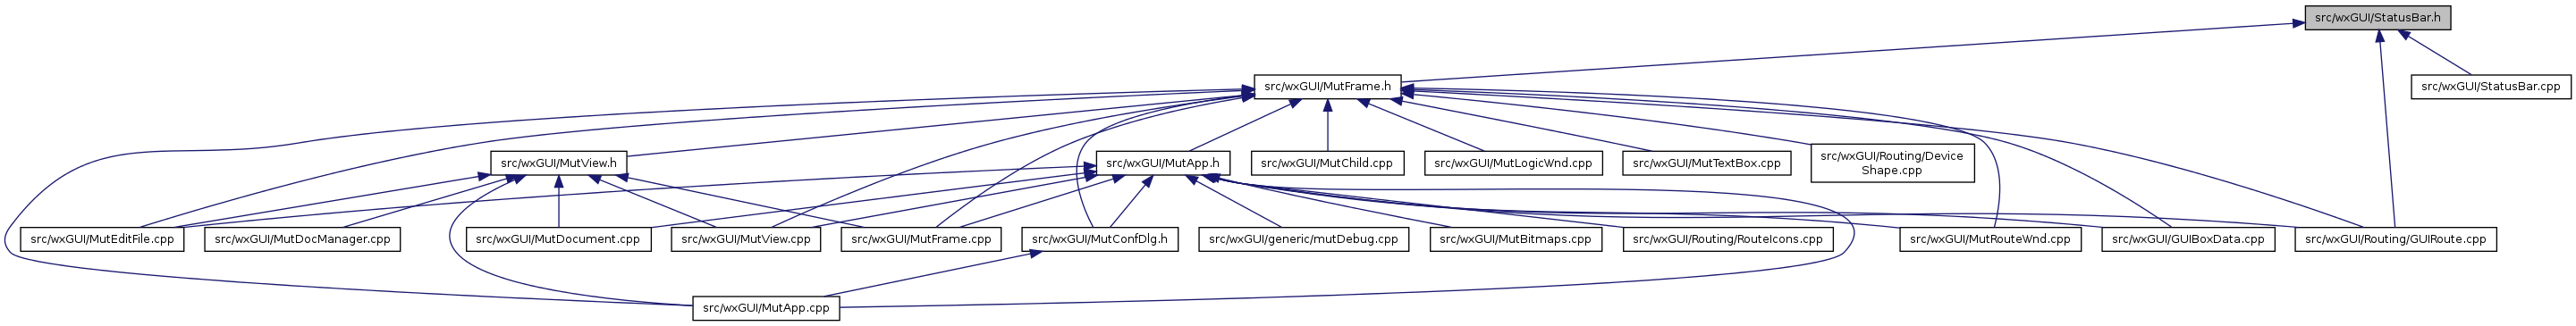 src/wxGUI/StatusBar.h
src/wxGUI/MutFrame.h
src/wxGUI/StatusBar.cpp
src/wxGUI/MutView.h
src/wxGUI/MutApp.h
src/wxGUI/MutChild.cpp
src/wxGUI/MutLogicWnd.cpp
src/wxGUI/MutTextBox.cpp
src/wxGUI/Routing/Device
Shape.cpp
src/wxGUI/MutEditFile.cpp
src/wxGUI/MutDocManager.cpp
src/wxGUI/MutDocument.cpp
src/wxGUI/MutView.cpp
src/wxGUI/MutFrame.cpp
src/wxGUI/MutConfDlg.h
src/wxGUI/generic/mutDebug.cpp
src/wxGUI/MutBitmaps.cpp
src/wxGUI/Routing/RouteIcons.cpp
src/wxGUI/MutRouteWnd.cpp
src/wxGUI/GUIBoxData.cpp
src/wxGUI/Routing/GUIRoute.cpp
src/wxGUI/MutApp.cpp